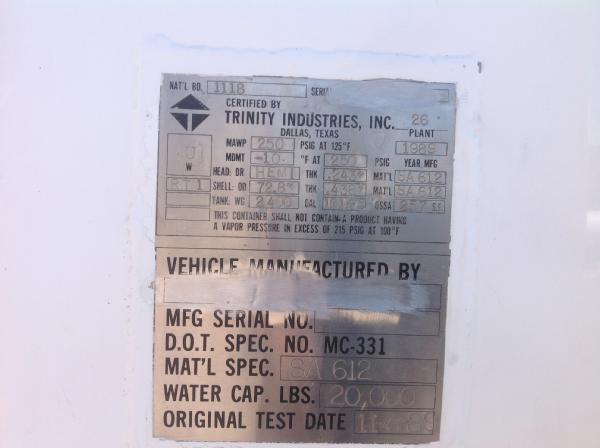 NAT'L BD. 1118 SERI
CERTIFIED BY
TRINITY INDUSTRIES, INC. 26
DALLAS, TEXAS PLANT
MAWP 250 PSIG AT 125°F 1989
U
W
MDMT -10 °F AT 250 PSIG YEAR MFG
HEAD: DR HEMI THK .243" MAT'L SA 612
RT1 SHELL: OD 72.8" THK .438" MAT'L SA 612
TANK: WG 2400 GAL OSSA 257
THIS CONTAINER SHALL NOT CONTAIN A PRODUCT HAVING
A VAPOR PRESSURE IN EXCESS OF 215 PSIG AT 100°F
VEHICLE MANUFACTURED BY
MFG SERIAL NO.
D.O.T. SPEC. NO. MC-331
MAT'L SPEC. SA 612
WATER CAP. LBS. 20,000
ORIGINAL TEST DATE